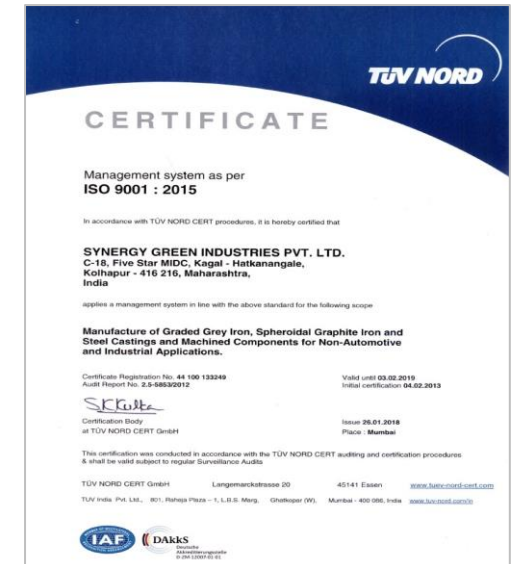 TÜV NORD
CERTIFICATE
Management system as per
ISO 9001 : 2015
In accordance with TÜV NORD CERT procedures, it is hereby certified that
SYNERGY GREEN INDUSTRIES PVT. LTD.
C-18, Five Star MIDC, Kagal - Hatkanangale,
Kolhapur - 416 216, Maharashtra,
India
applies a management system in line with the above standard for the following scope
Manufacture of Graded Grey Iron, Spheroidal Graphite Iron and
Steel Castings and Machined Components for Non-Automotive
and Industrial Applications.
Certificate Registration No. 44 100 133249 Valid until 03.02.2019
Audit Report No. 2.5-5853/2012 Initial certification 04.02.2013
Certification Body Issue 26.01.2018
at TÜV NORD CERT GmbH Place : Mumbai
This certification was conducted in accordance with the TÜV NORD CERT auditing and certification procedures
& shall be valid subject to regular Surveillance Audits
TÜV NORD CERT GmbH Langemarckstrasse 20 45141 Essen www.tuev-nord-cert.com
TUV India Pvt. Ltd., 801, Raheja Plaza – 1, L.B.S. Marg, Ghatkopar (W), Mumbai - 400 086, India www.tuv-nord.com/in
IAF DAkkS
Deutsche
Akkreditierungsstelle